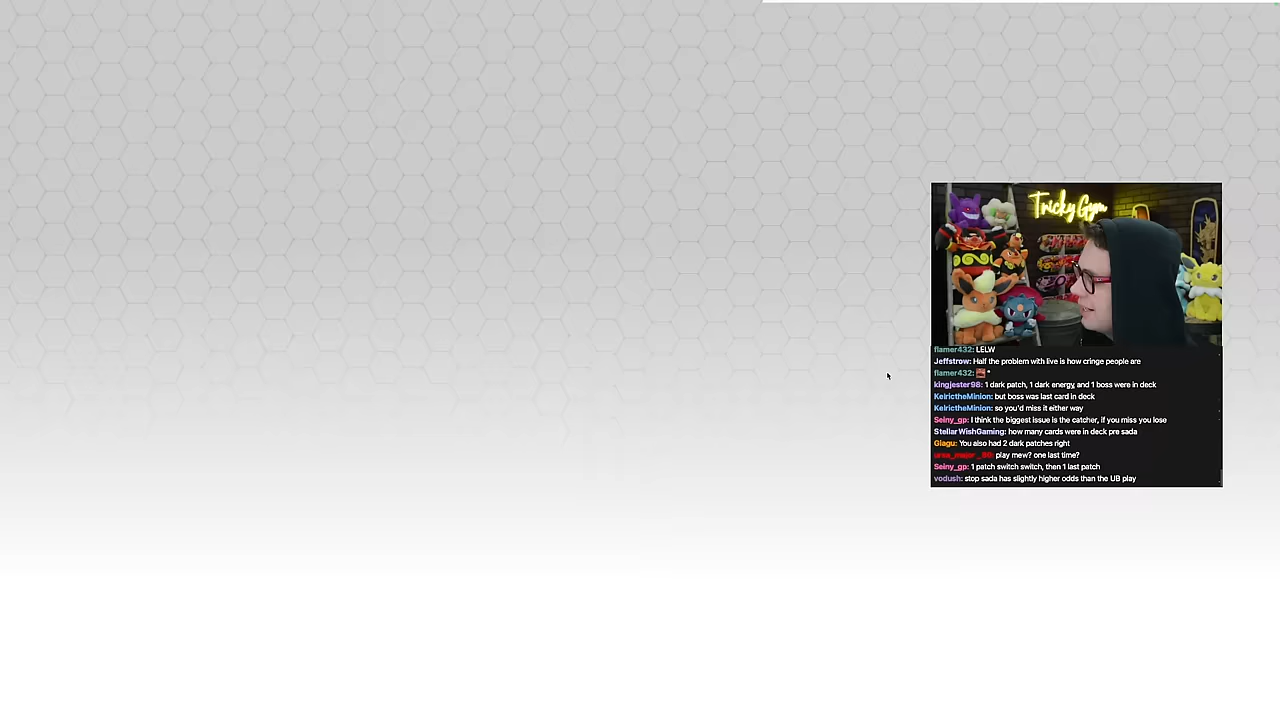 Tricky Gym
flamer432: LELW
Jeffstrow: Half the problem with live is how cringe people are
flamer432: *
kingjester98: 1 dark patch, 1 dark energy, and 1 boss were in deck
KeirictheMinion: but boss was last card in deck
KeirictheMinion: so you'd miss it either way
Seiny_gp: I think the biggest issue is the catcher, if you miss you lose
StellarWishGaming: how many cards were in deck pre sada
Giagu: You also had 2 dark patches right
play mew? one last time?
Seiny_gp: 1 patch switch switch, then 1 last patch
vodush: stop sada has slightly higher odds than the UB play